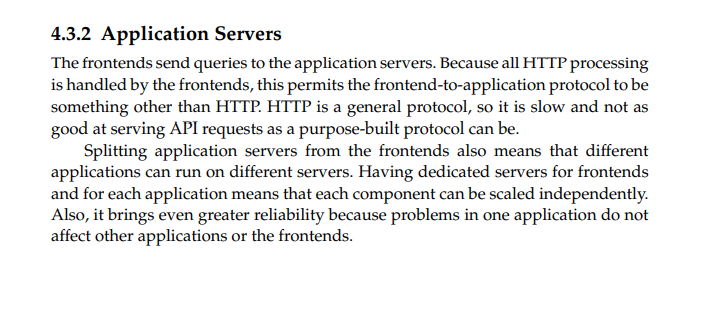 4.3.2 Application Servers
The frontends send queries to the application servers. Because all HTTP processing
is handled by the frontends, this permits the frontend-to-application protocol to be
something other than HTTP. HTTP is a general protocol, so it is slow and not as
good at serving API requests as a purpose-built protocol can be.
Splitting application servers from the frontends also means that different
applications can run on different servers. Having dedicated servers for frontends
and for each application means that each component can be scaled independently.
Also, it brings even greater reliability because problems in one application do not
affect other applications or the frontends.